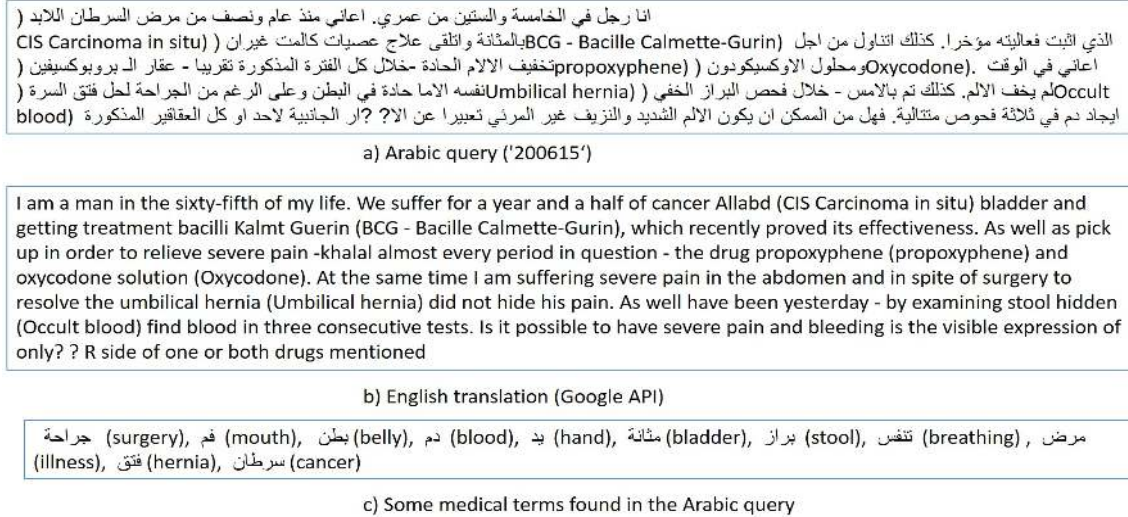 انا رجل في الخامسة والستين من عمري. اعاني منذ عام ونصف من مرض السرطان اللابد (
CIS Carcinoma in situ) ) بالمثانة واتلقى علاج عصيات كالمت غيران ( BCG - Bacille Calmette-Gurin) الذي اثبت فعاليته مؤخرا. كذلك اتناول من اجل
تخفيف الالام الحادة -خلال كل الفترة المذكورة تقريبا - عقار الـ بروبوكسيفين ( propoxyphene) ) ومحلول الاوكسيكودون ( Oxycodone). اعاني في الوقت
نفسه الاما حادة في البطن وعلى الرغم من الجراحة لحل فتق السرة ( Umbilical hernia) ) لم يخف الالم. كذلك تم بالامس - خلال فحص البراز الخفي ( Occult
blood) ايجاد دم في ثلاثة فحوص متتالية. فهل من الممكن ان يكون الالم الشديد والنزيف غير المرئي تعبيرا عن الا? ?ار الجانبية لاحد او كل العقاقير المذكورة
a) Arabic query ('200615‘)
I am a man in the sixty-fifth of my life. We suffer for a year and a half of cancer Allabd (CIS Carcinoma in situ) bladder and
getting treatment bacilli Kalmt Guerin (BCG - Bacille Calmette-Gurin), which recently proved its effectiveness. As well as pick
up in order to relieve severe pain -khalal almost every period in question - the drug propoxyphene (propoxyphene) and
oxycodone solution (Oxycodone). At the same time I am suffering severe pain in the abdomen and in spite of surgery to
resolve the umbilical hernia (Umbilical hernia) did not hide his pain. As well have been yesterday - by examining stool hidden
(Occult blood) find blood in three consecutive tests. Is it possible to have severe pain and bleeding is the visible expression of
only? ? R side of one or both drugs mentioned
b) English translation (Google API)
جراحة (surgery), فم (mouth), بطن (belly), دم (blood), يد (hand), مثانة (bladder), براز (stool), تنفس (breathing) , مرض
(illness), فتق (hernia), سرطان (cancer)
c) Some medical terms found in the Arabic query